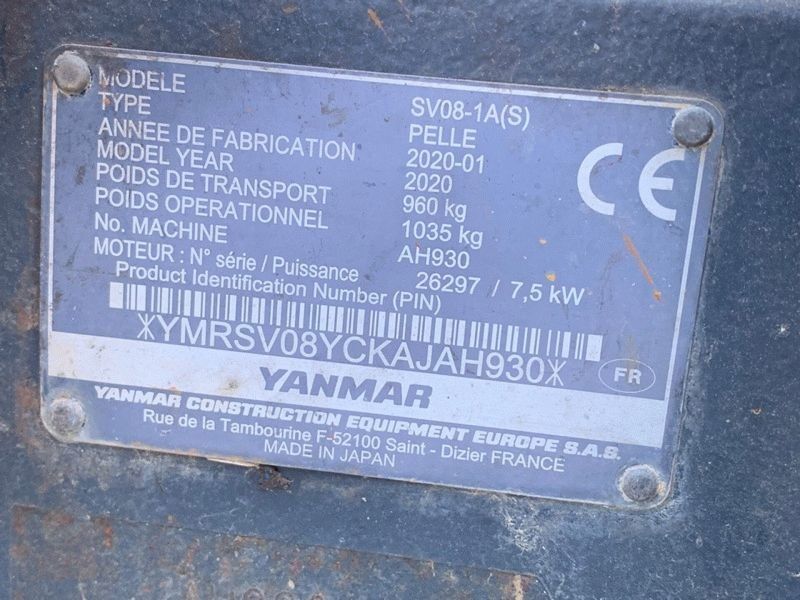 MODELE SV08-1A(S)
TYPE PELLE
ANNEE DE FABRICATION 2020-01
MODEL YEAR 2020
POIDS DE TRANSPORT 960 kg
POIDS OPERATIONNEL 1035 kg
No. MACHINE AH930
MOTEUR : N° série / Puissance 26297 / 7,5 kW
Product Identification Number (PIN)
*YMRSV08YCKAJAH930*
CE
FR
YANMAR
YANMAR CONSTRUCTION EQUIPMENT EUROPE S.A.S.
Rue de la Tambourine F-52100 Saint - Dizier FRANCE
MADE IN JAPAN